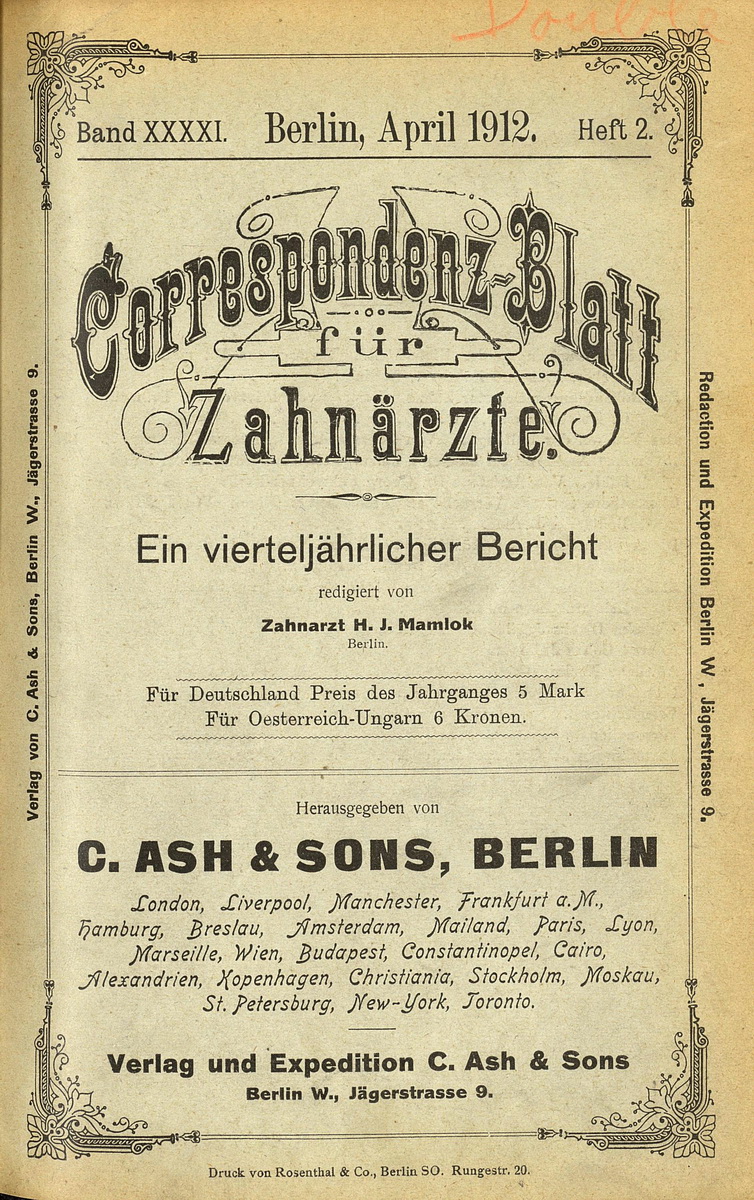 Band XXXXI. Berlin, April 1912. Heft 2.
Correspondenz-Blatt
für
Zahnärzte.
Ein vierteljährlicher Bericht
redigiert von
Zahnarzt H. J. Mamlok
Berlin.
Für Deutschland Preis des Jahrganges 5 Mark
Für Oesterreich-Ungarn 6 Kronen.
Herausgegeben von
C. ASH & SONS, BERLIN
London, Liverpool, Manchester, Frankfurt a. M.,
Hamburg, Breslau, Amsterdam, Mailand, Paris, Lyon,
Marseille, Wien, Budapest, Constantinopel, Cairo,
Alexandrien, Kopenhagen, Christiania, Stockholm, Moskau,
St. Petersburg, New-York, Toronto.
Verlag und Expedition C. Ash & Sons
Berlin W., Jägerstrasse 9.
Verlag von C. Ash & Sons, Berlin W., Jägerstrasse 9.
Redaction und Expedition Berlin W, Jägerstrasse 9.
Druck von Rosenthal & Co., Berlin SO. Rungestr. 20.